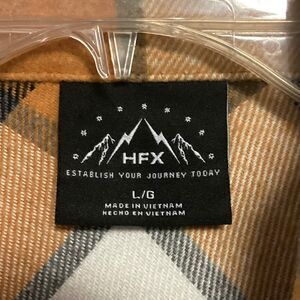 HFX
ESTABLISH YOUR JOURNEY TODAY
L/G
MADE IN VIETNAM
HECHO EN VIETNAM